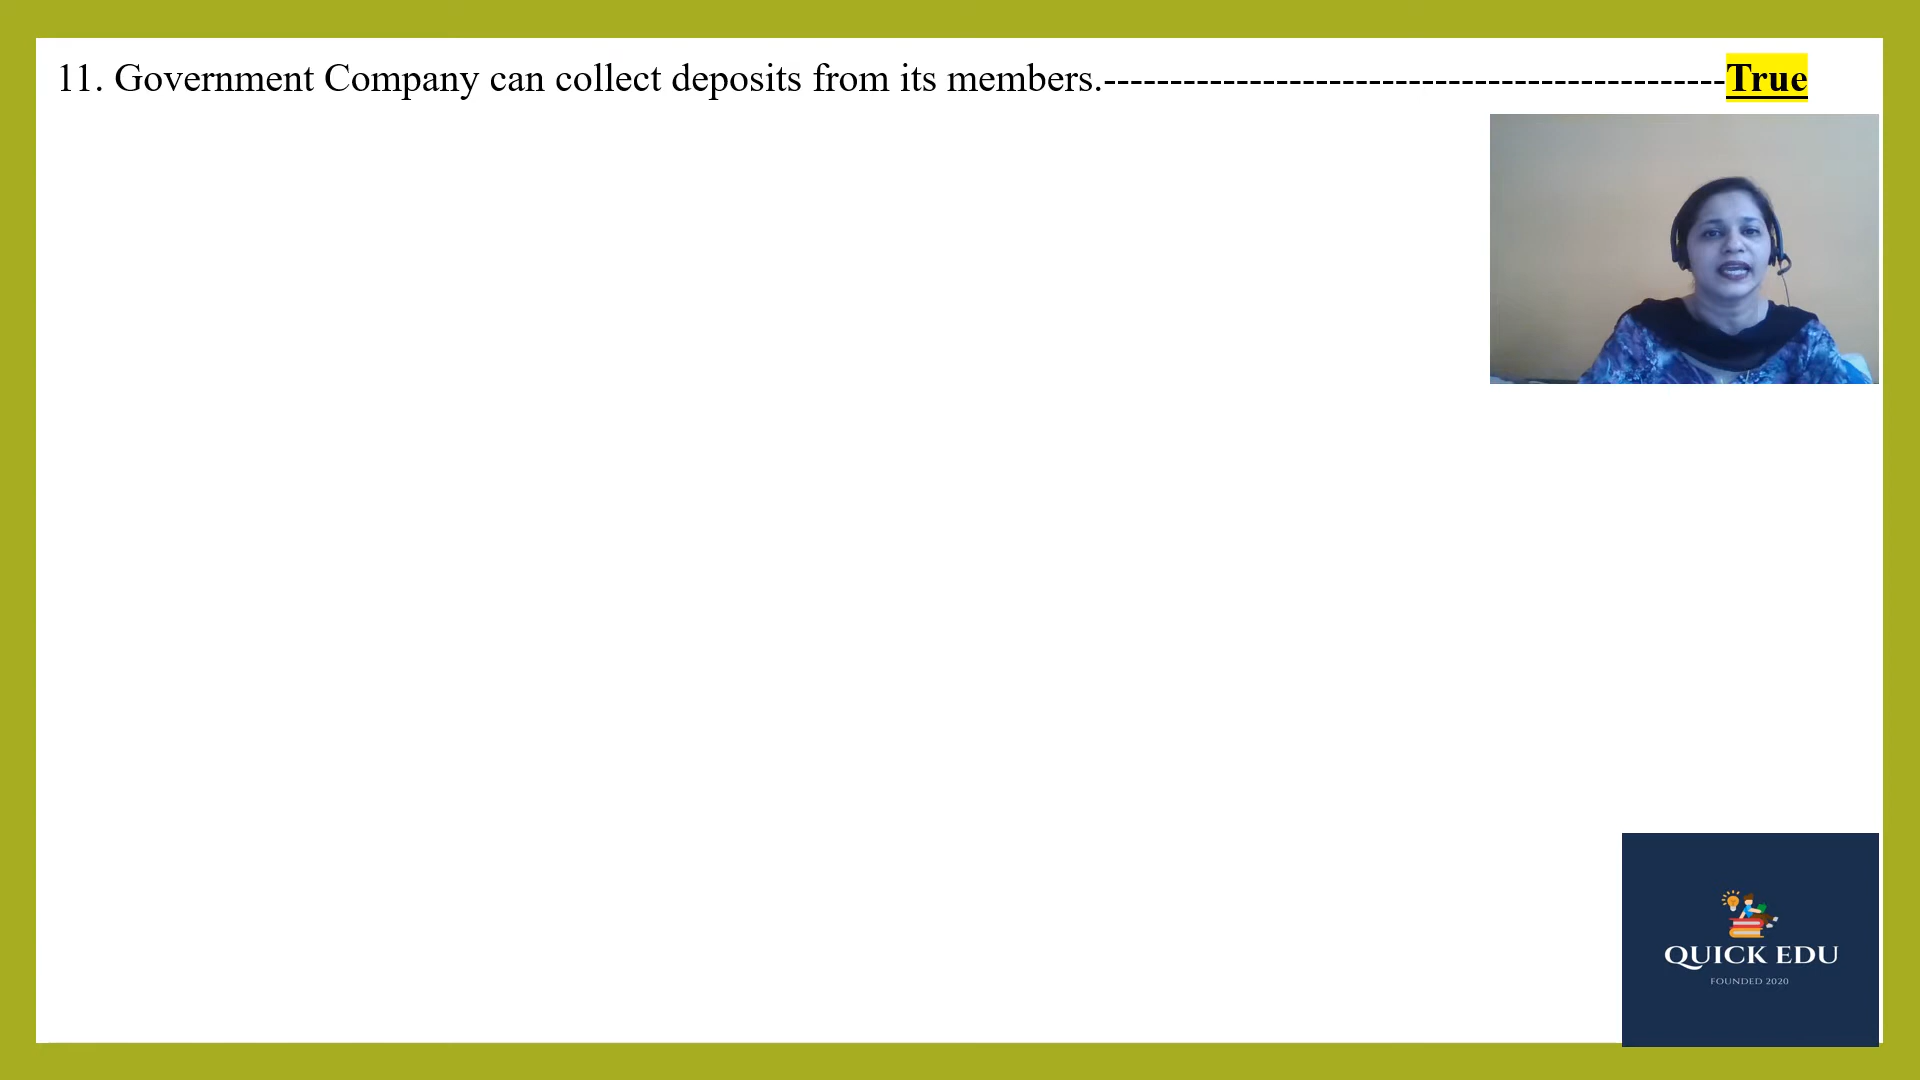 11. Government Company can collect deposits from its members.-----------------------------------------------True
QUICK EDU
FOUNDED 2020